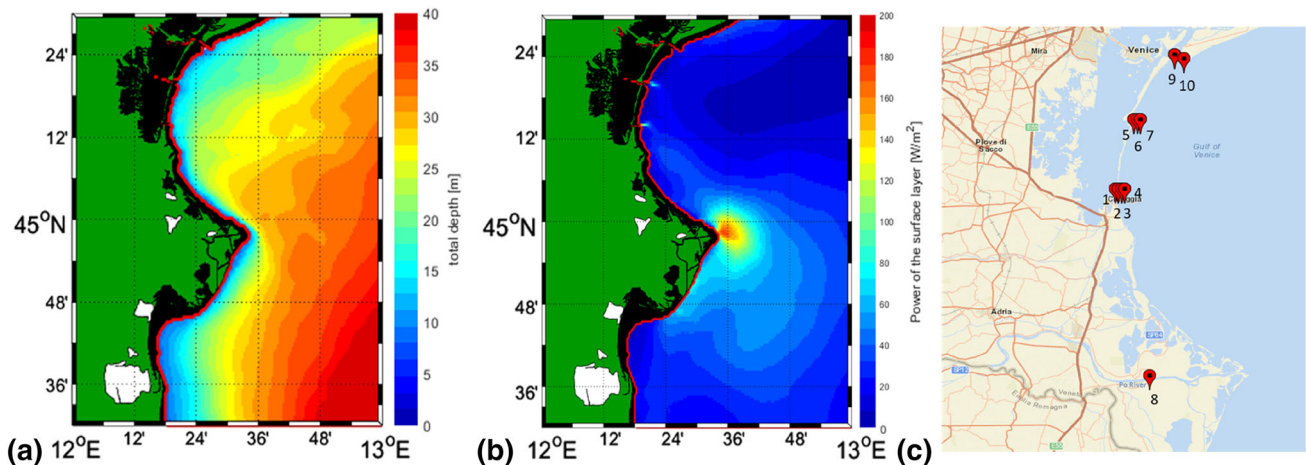 24'
12'
45°N
48'
36'
12°E
12'
24'
36'
48'
13°E
40
35
30
25
20
15
10
5
0
total depth [m]
(a)
24'
12'
45°N
48'
36'
12°E
12'
24'
36'
48'
13°E
200
180
160
140
120
100
80
60
40
20
0
Power of the surface layer [W/m²]
(b)
Mira
Venice
9
10
5
7
6
Piove di
Sacco
Gulf of
Venice
1
4
2
3
Adria
Po River
8
Emilia Romagna
(c)